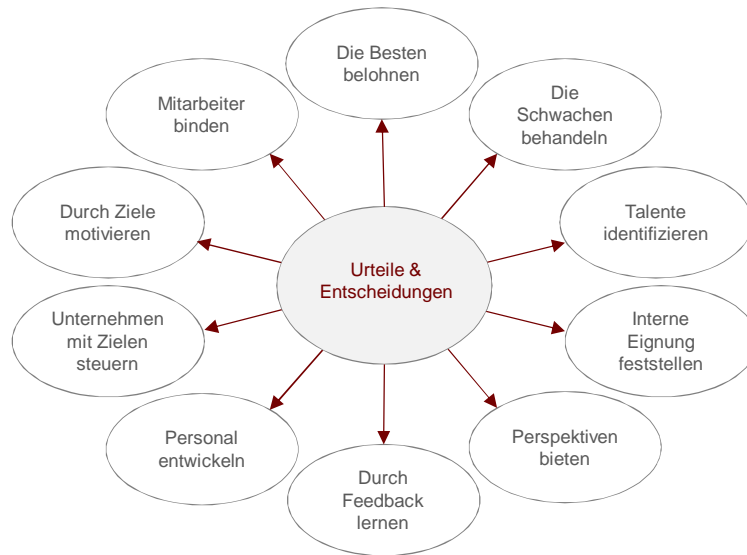 Die Besten
belohnen
Mitarbeiter
binden
Die
Schwachen
behandeln
Durch Ziele
motivieren
Talente
identifizieren
Urteile &
Entscheidungen
Unternehmen
mit Zielen
steuern
Interne
Eignung
feststellen
Personal
entwickeln
Perspektiven
bieten
Durch
Feedback
lernen